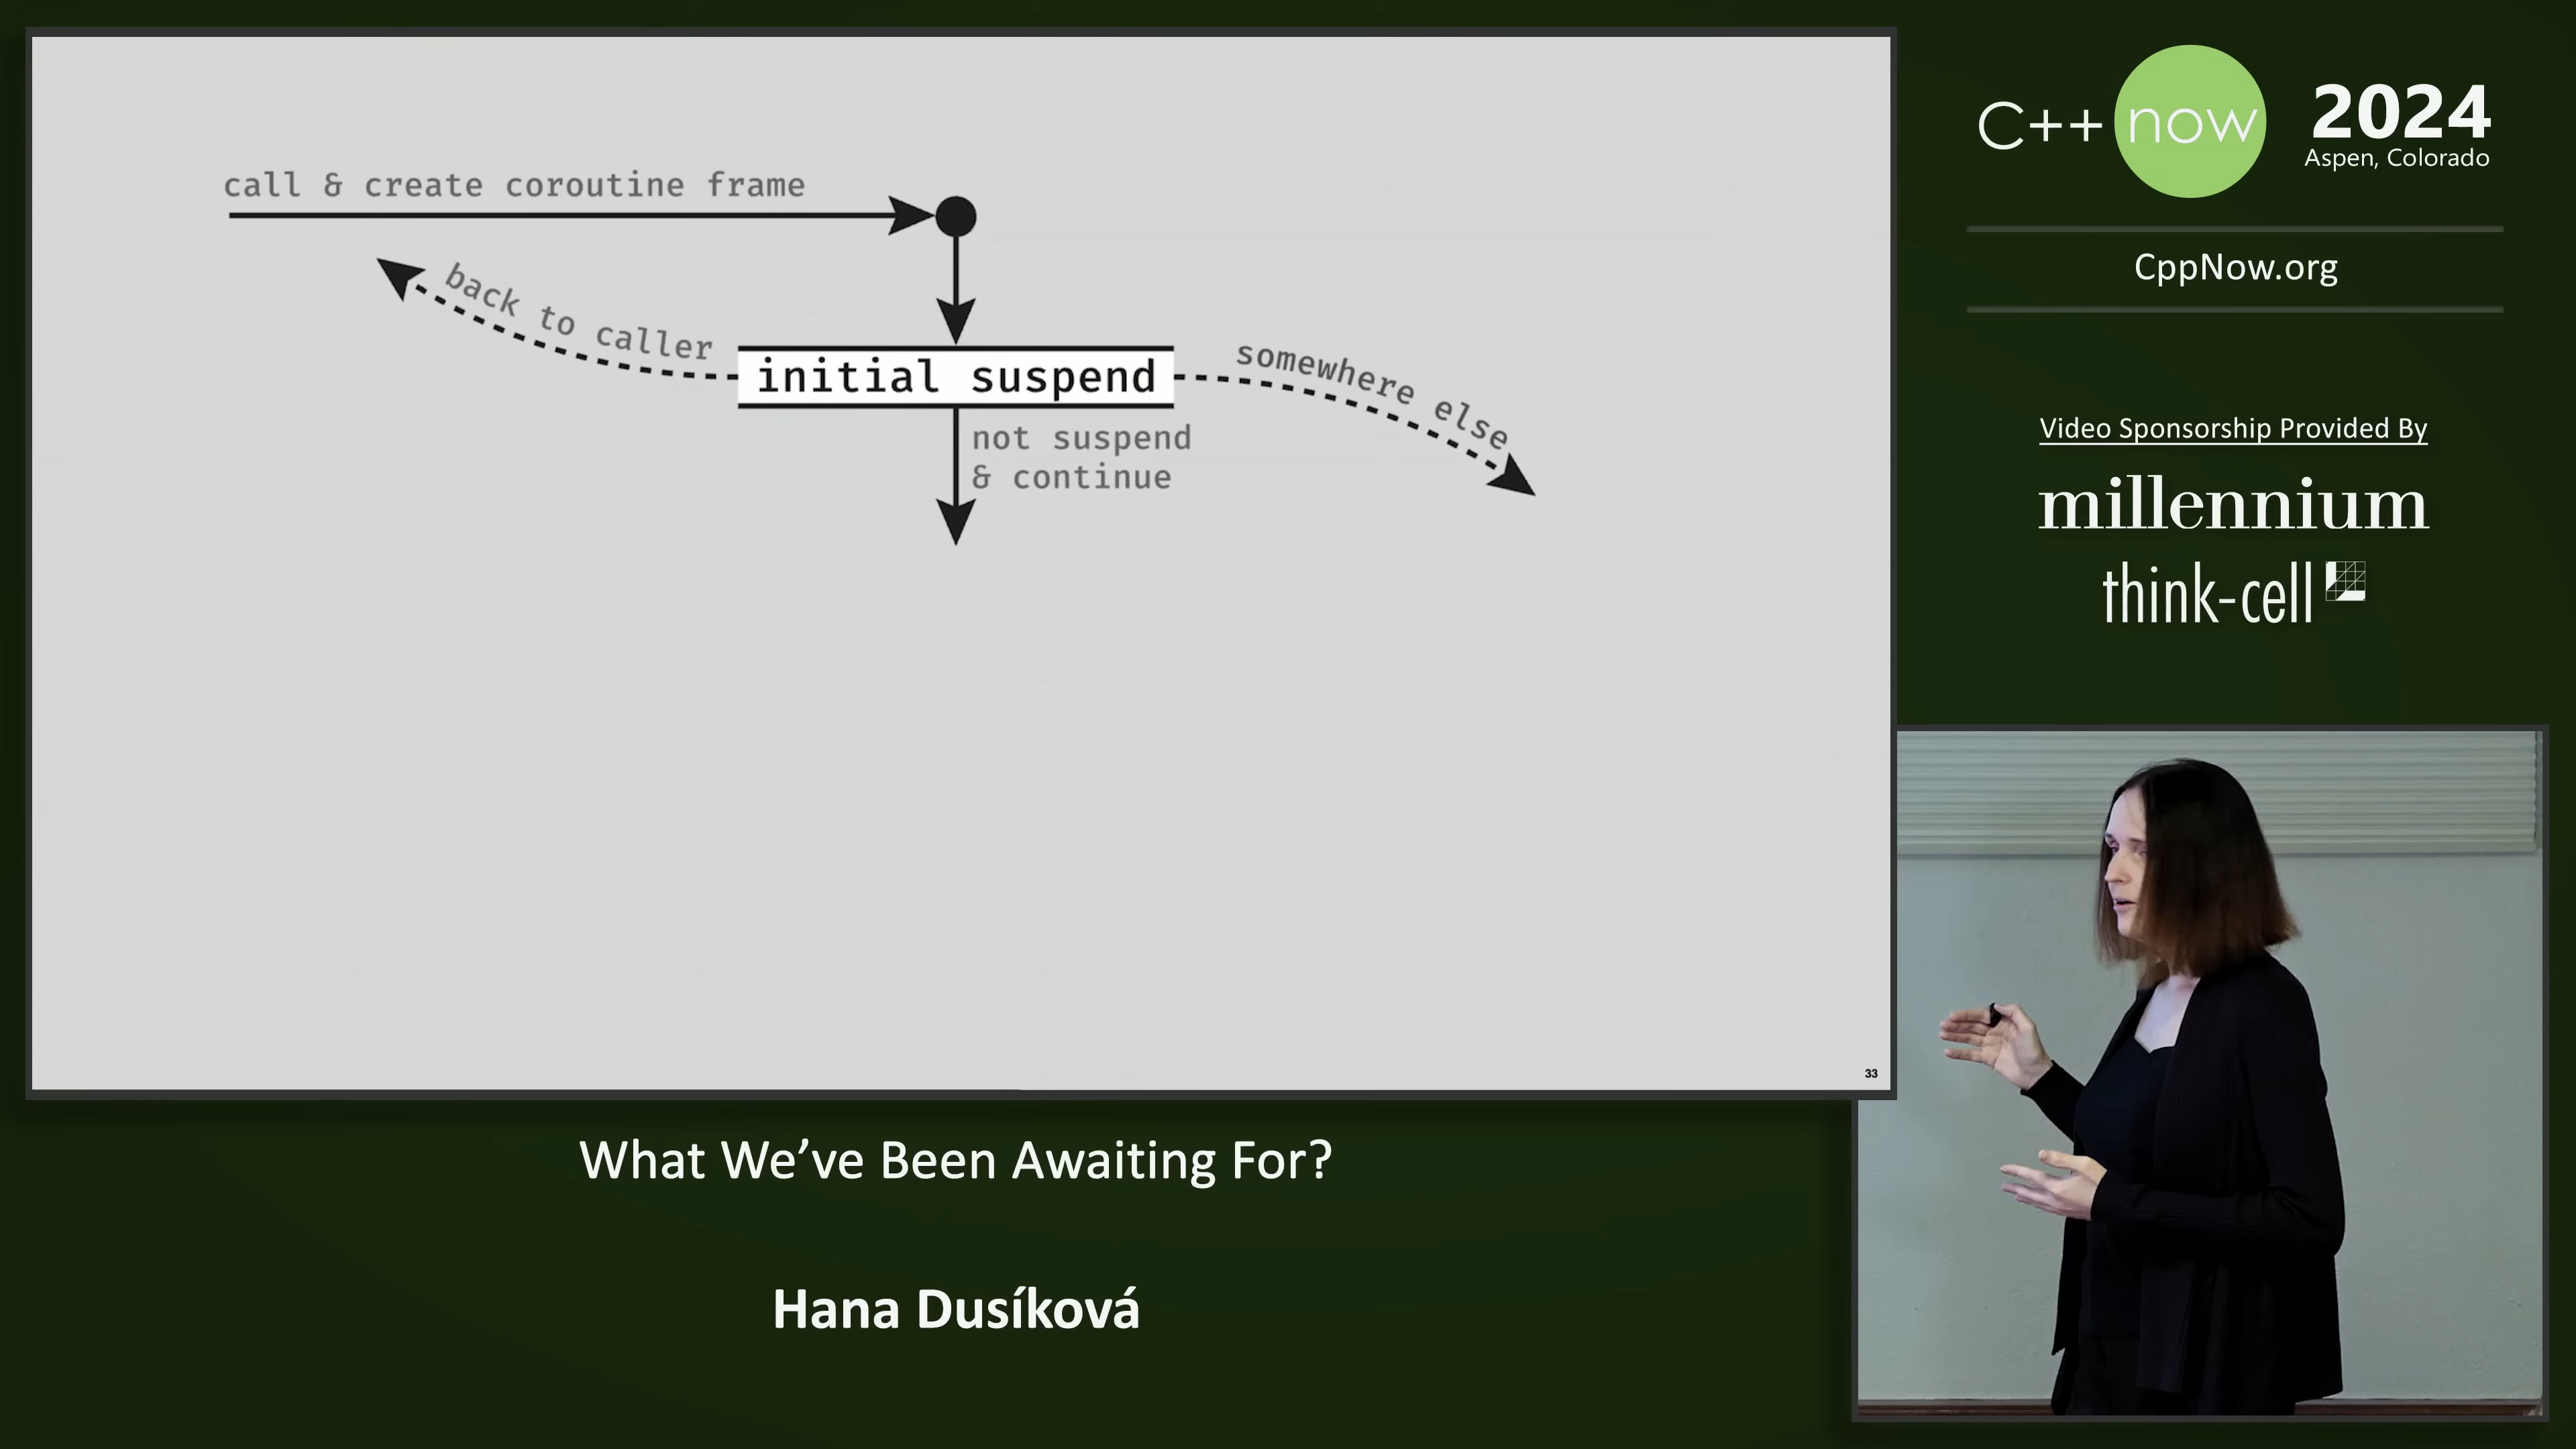 call & create coroutine frame
back to caller
initial suspend
somewhere else
not suspend
& continue
33
C++ now
2024
Aspen, Colorado
CppNow.org
Video Sponsorship Provided By
millennium
think-cell
What We’ve Been Awaiting For?
Hana Dusíková